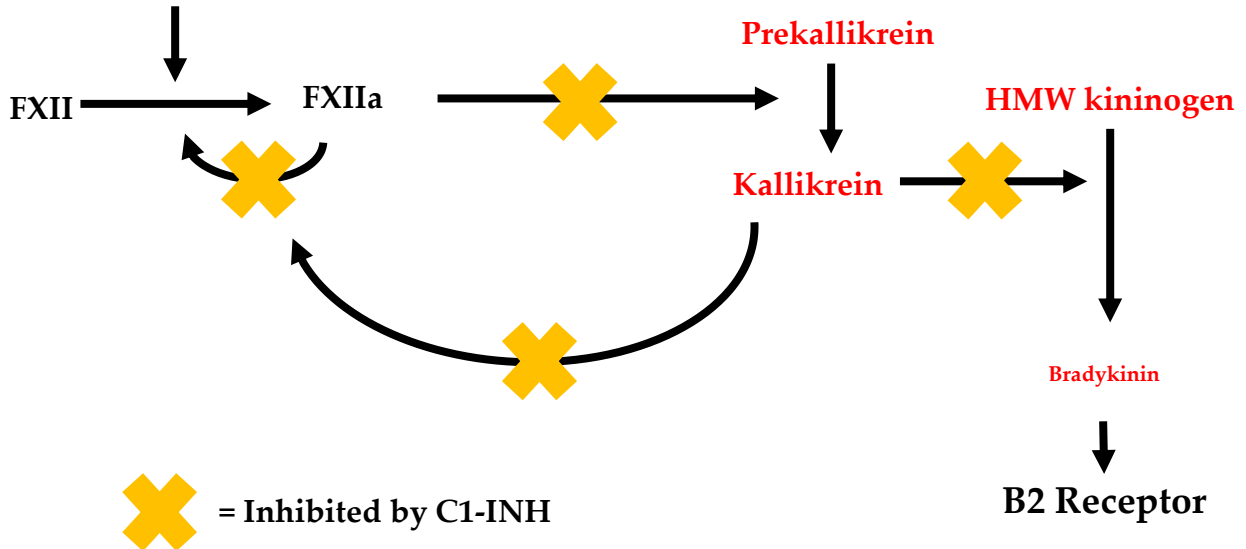 Prekallikrein
FXII
FXIIa
HMW kininogen
Kallikrein
Bradykinin
B2 Receptor
= Inhibited by C1-INH